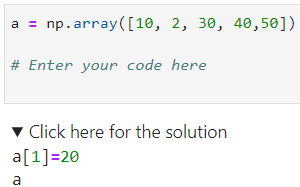 a = np.array([10, 2, 30, 40,50])
# Enter your code here
▼ Click here for the solution
a[1]=20
a